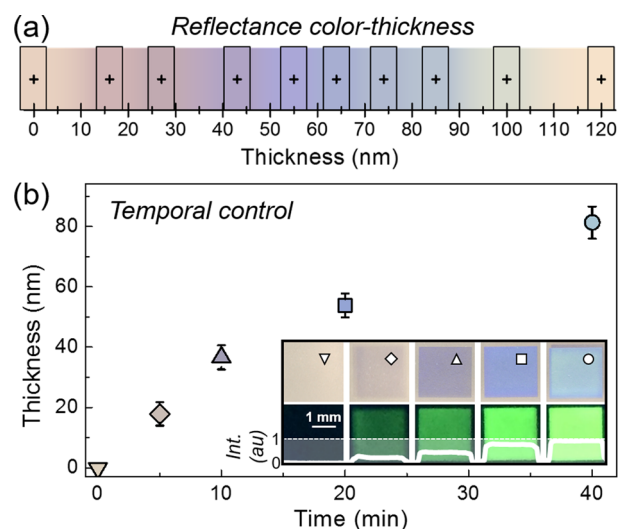 (a) Reflectance color-thickness
0 10 20 30 40 50 60 70 80 90 100 110 120
Thickness (nm)
(b)
Temporal control
Thickness (nm)
80
60
40
20
0
1 mm
Int.
(au)
1
0
0 10 20 30 40
Time (min)